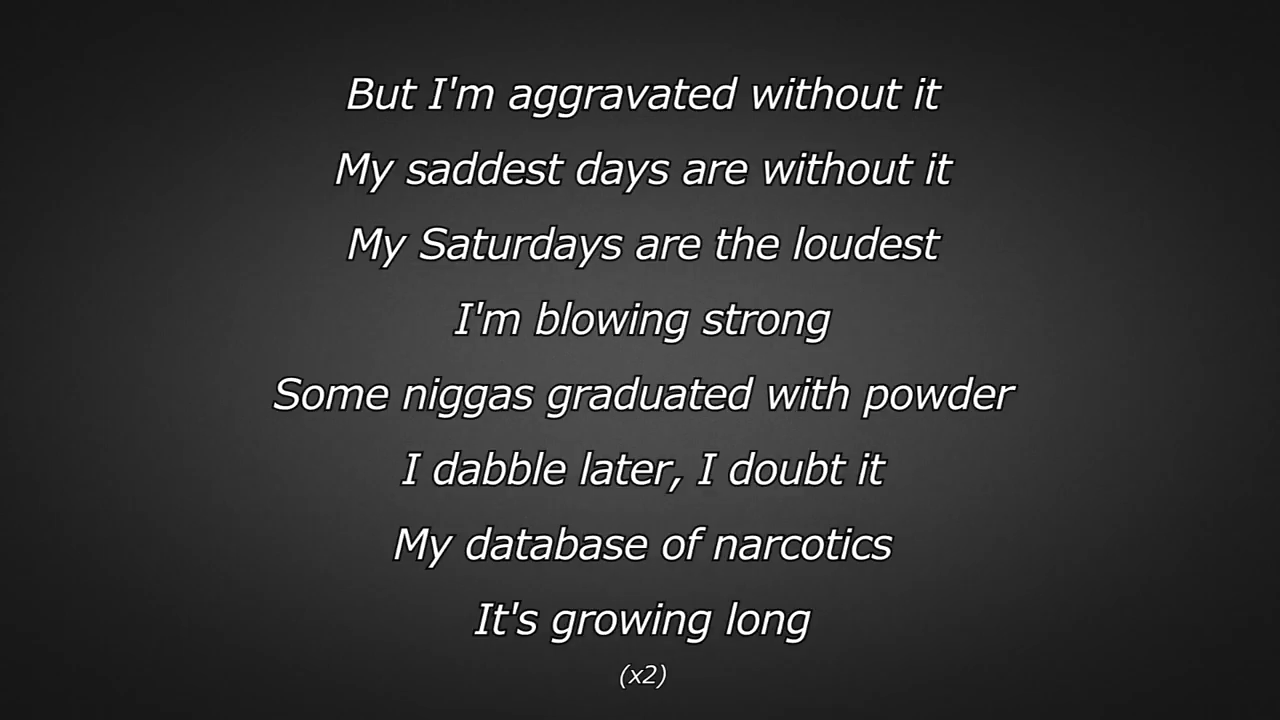 But I'm aggravated without it
My saddest days are without it
My Saturdays are the loudest
I'm blowing strong
Some niggas graduated with powder
I dabble later, I doubt it
My database of narcotics
It's growing long
(x2)